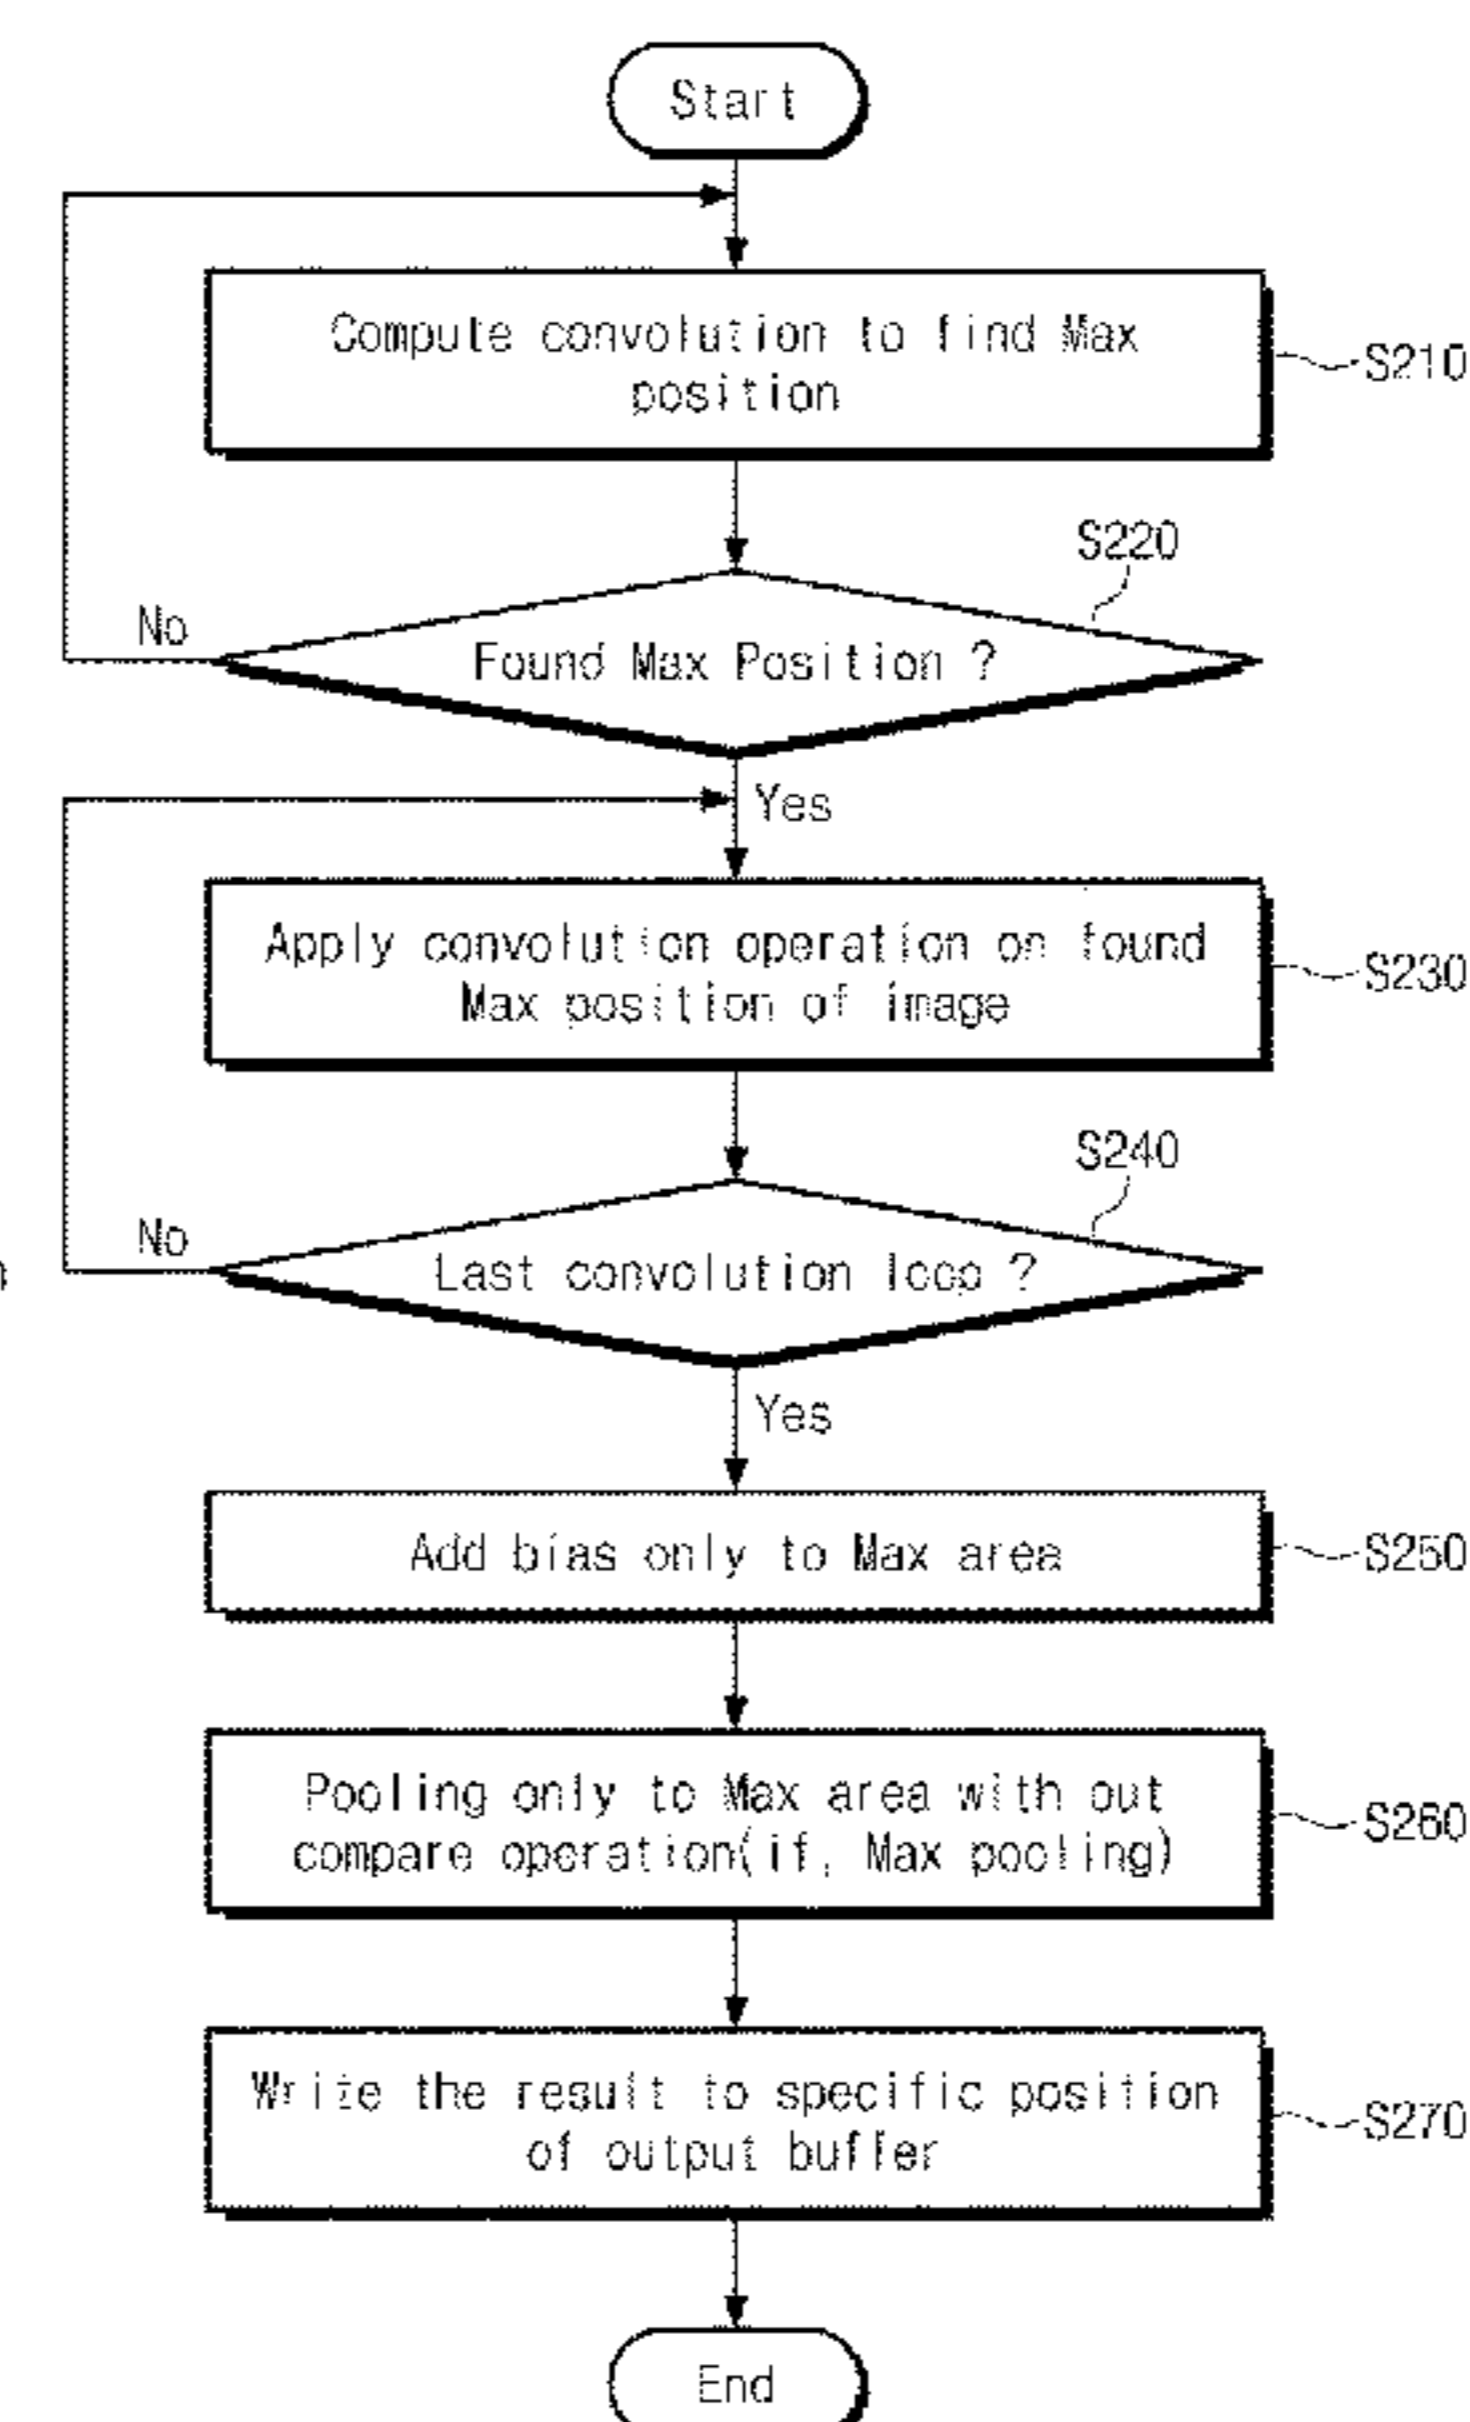 Start
Compute convolution to find Max
position
S210
S220
No
Found Max Position ?
Yes
Apply convolution operation on found
Max position of image
S230
S240
No
Last convolution loop ?
Yes
Add bias only to Max area
S250
Pooling only to Max area with out
compare operation(if, Max pooling)
S260
Write the result to specific position
of output buffer
S270
End